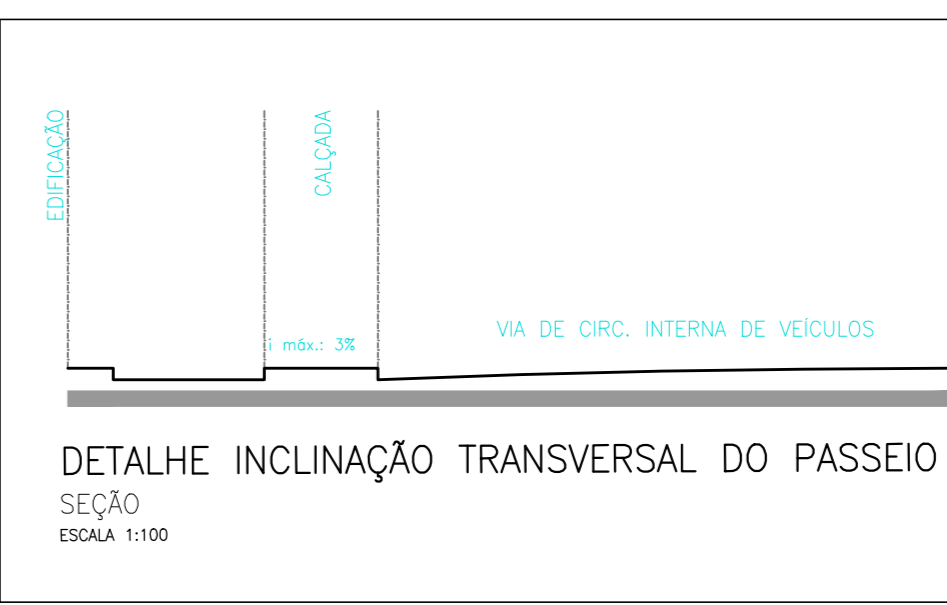 EDIFICAÇÃO
CALÇADA
i máx.: 3%
VIA DE CIRC. INTERNA DE VEÍCULOS
DETALHE INCLINAÇÃO TRANSVERSAL DO PASSEIO
SEÇÃO
ESCALA 1:100